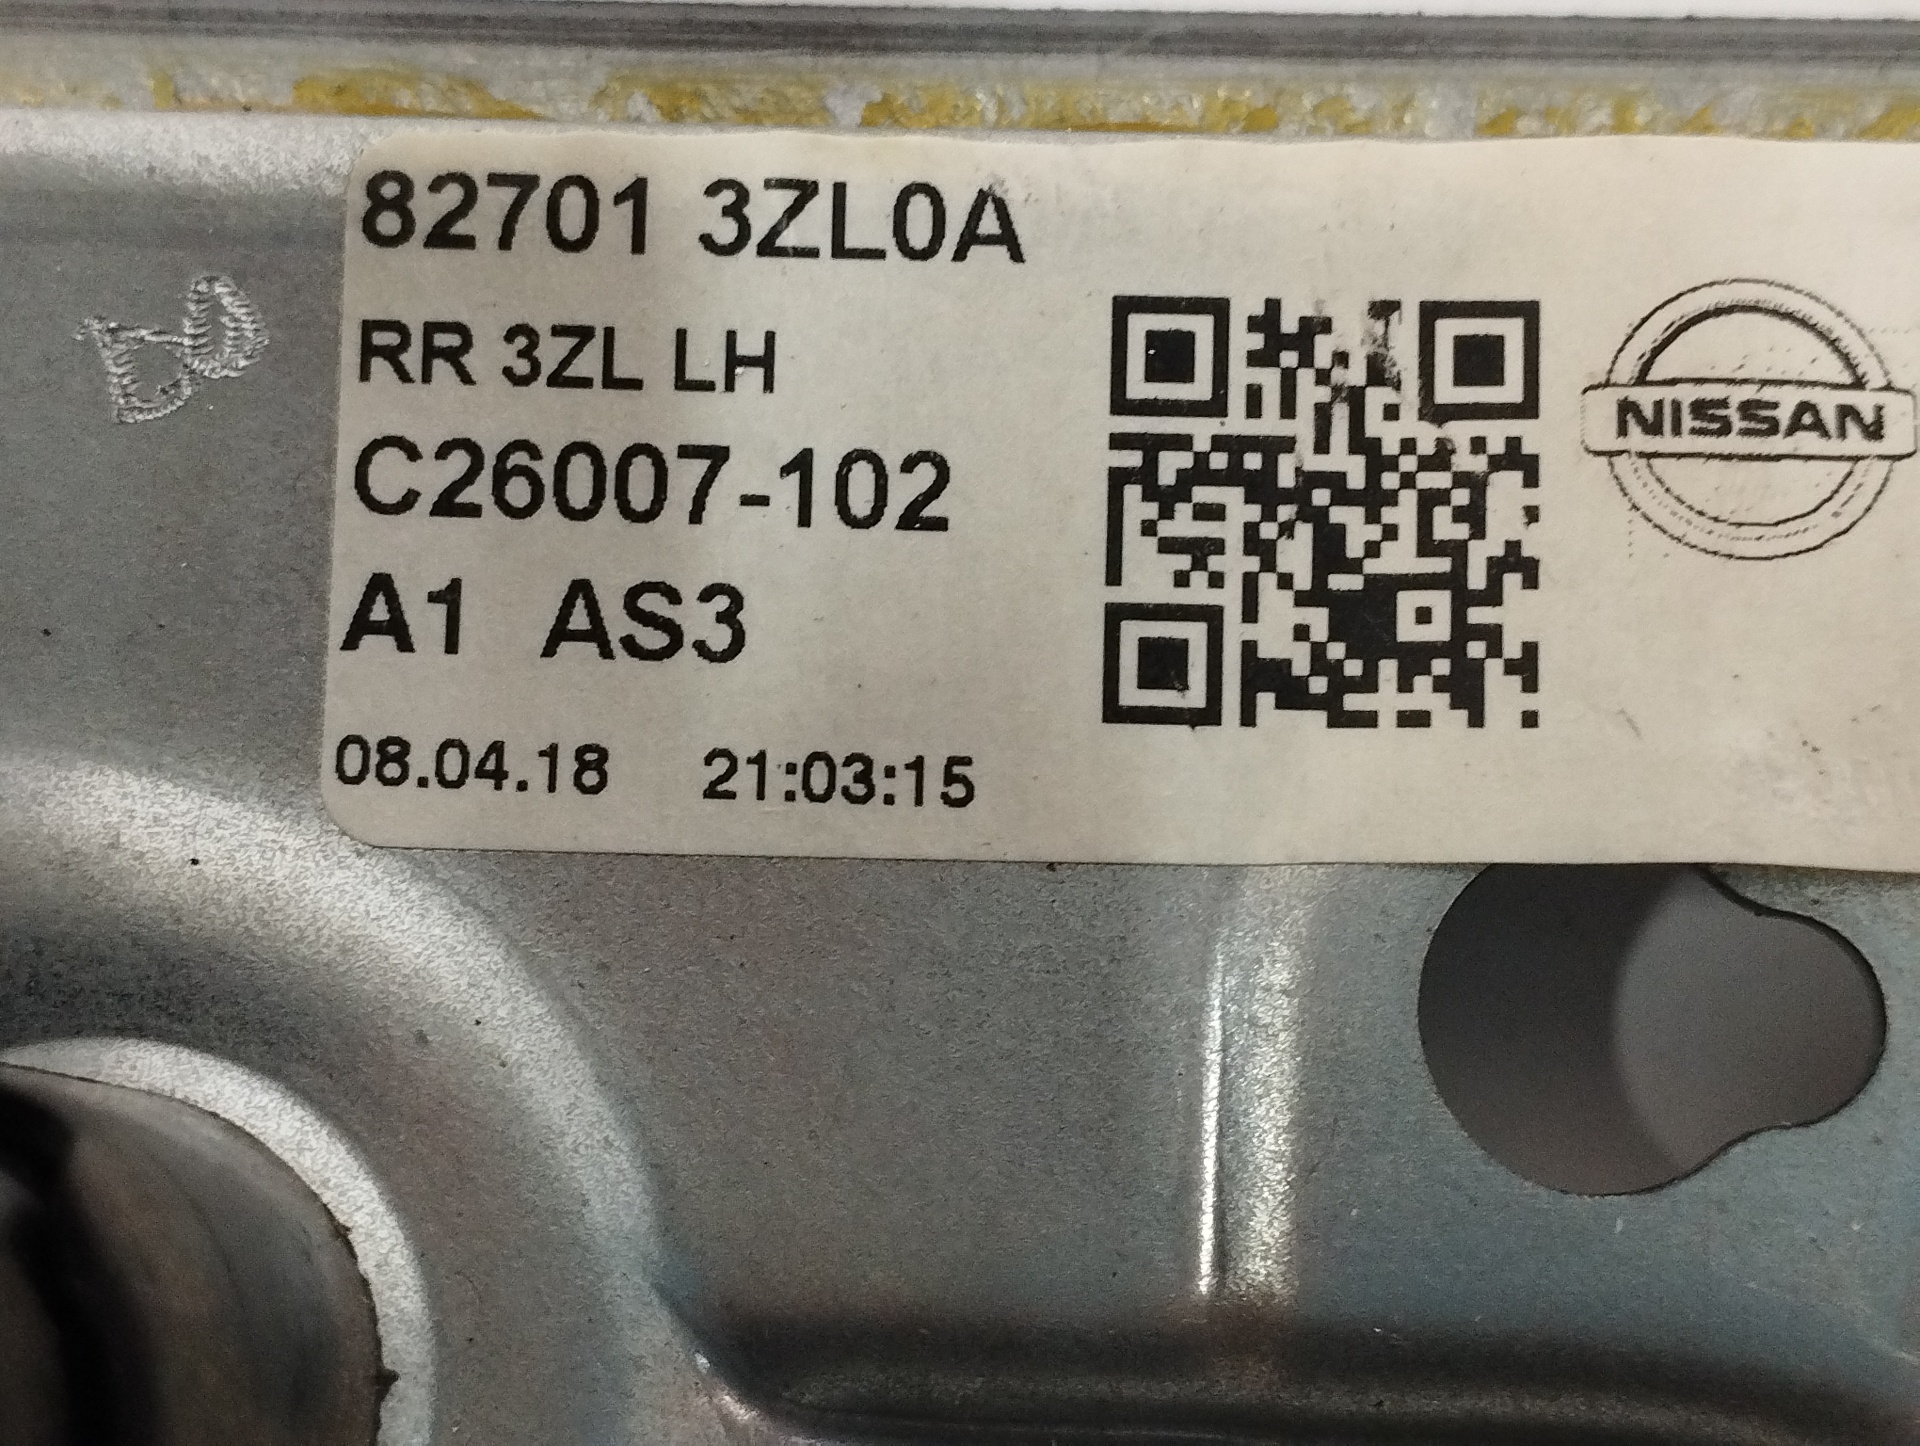 82701 3ZL0A
RR 3ZL LH
C26007-102
A1 AS3
08.04.18 21:03:15
NISSAN